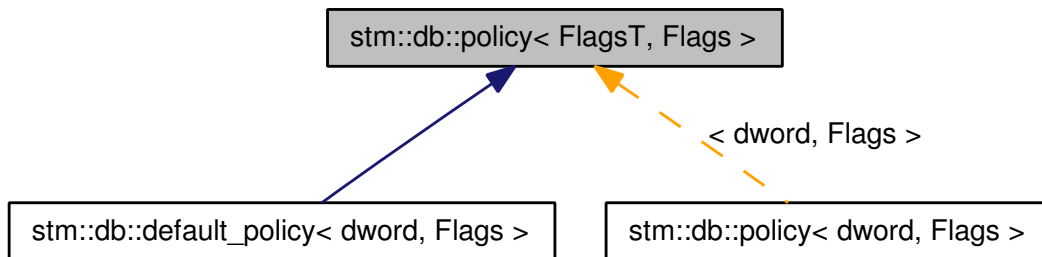 stm::db::policy< FlagsT, Flags >
< dword, Flags >
stm::db::default_policy< dword, Flags >
stm::db::policy< dword, Flags >